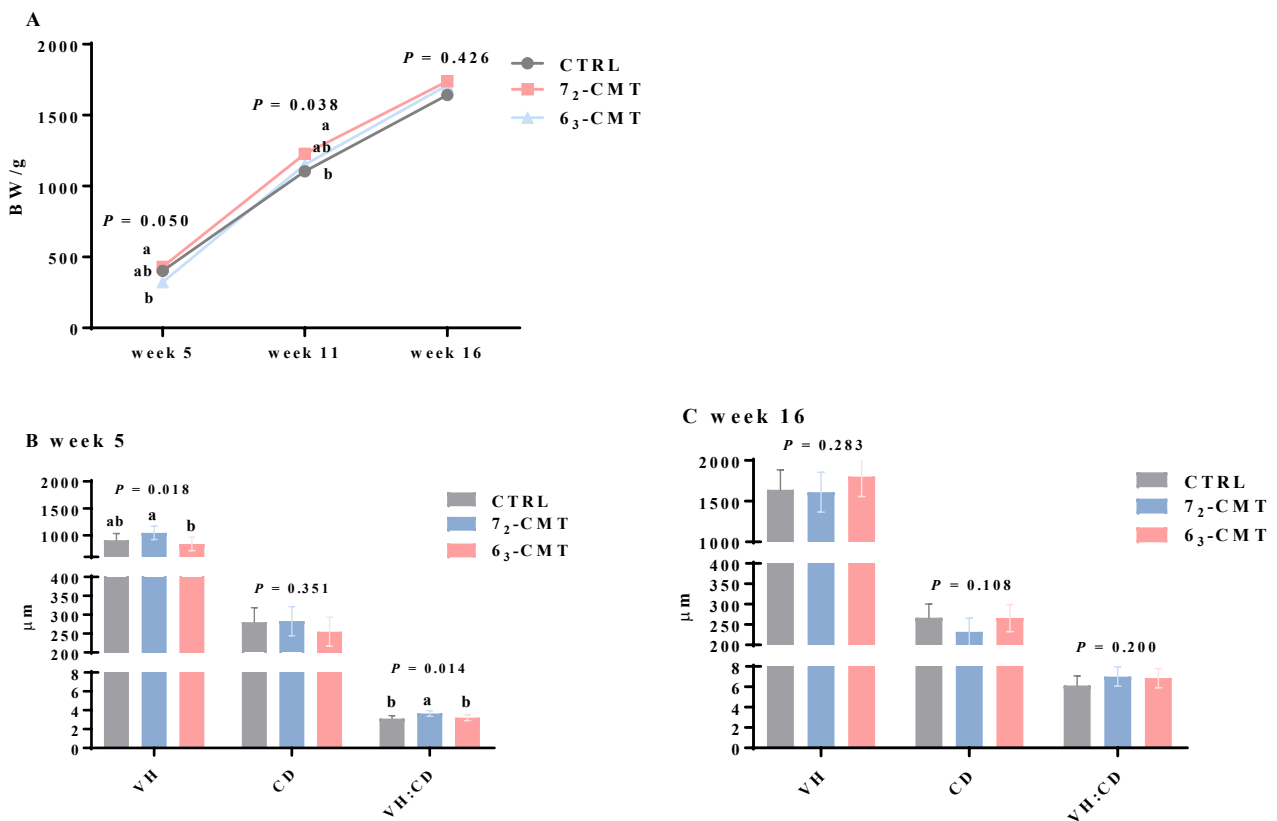 A
2000
1500
1000
500
0
BW/g
P = 0.050
a
ab
b
P = 0.038
a
ab
b
P = 0.426
CTRL
7₂-CMT
6₃-CMT
week 5
week 11
week 16
B week 5
2000
1500
1000
400
350
300
250
200
8
6
4
2
0
μm
P = 0.018
ab
a
b
P = 0.351
P = 0.014
b
a
b
CTRL
7₂-CMT
6₃-CMT
VH
CD
VH:CD
C week 16
2000
1500
1000
400
350
300
250
200
8
6
4
2
0
μm
P = 0.283
P = 0.108
P = 0.200
CTRL
7₂-CMT
6₃-CMT
VH
CD
VH:CD